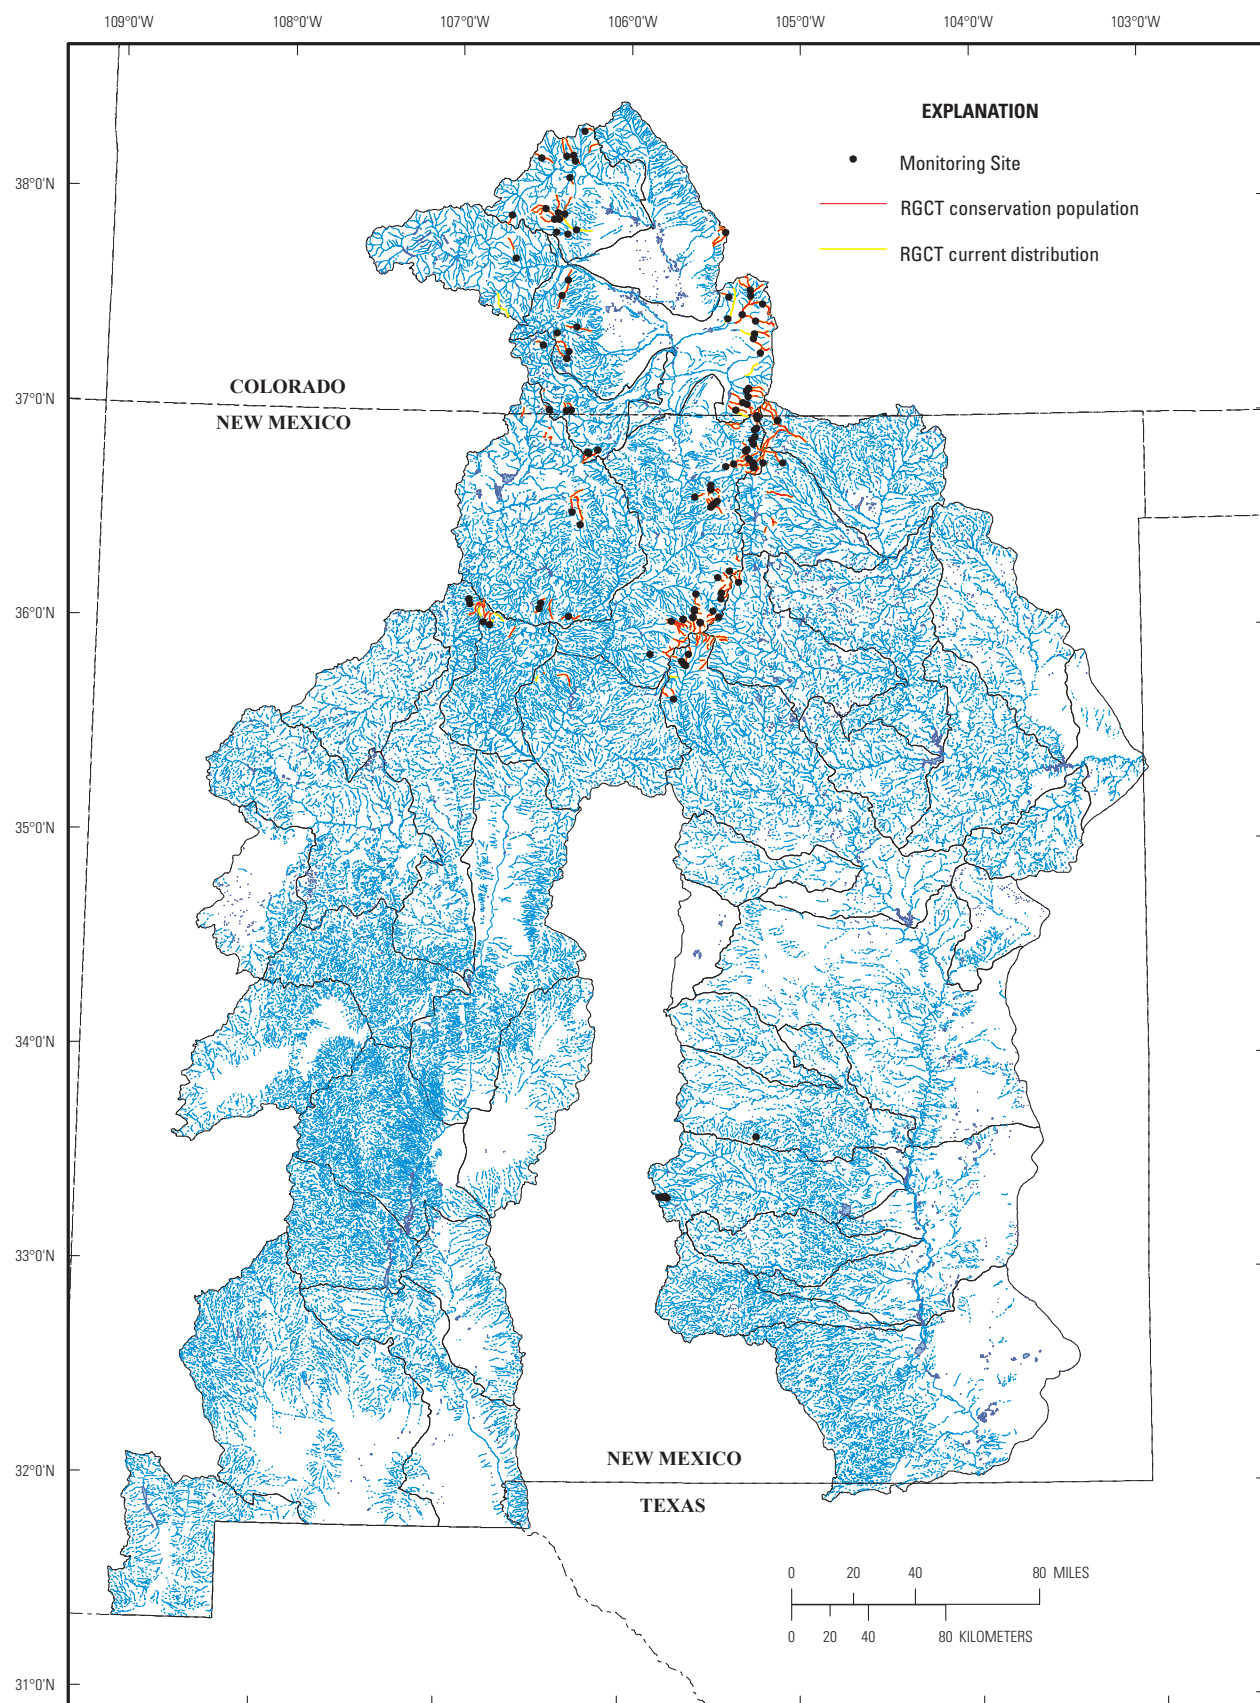 109°0'W 108°0'W 107°0'W 106°0'W 105°0'W 104°0'W 103°0'W
EXPLANATION
Monitoring Site
38°0'N
RGCT conservation population
RGCT current distribution
COLORADO
37°0'N
NEW MEXICO
36°0'N
35°0'N
34°0'N
33°0'N
32°0'N
NEW MEXICO
TEXAS
0 20 40 80 MILES
0 20 40 80 KILOMETERS
31°0'N